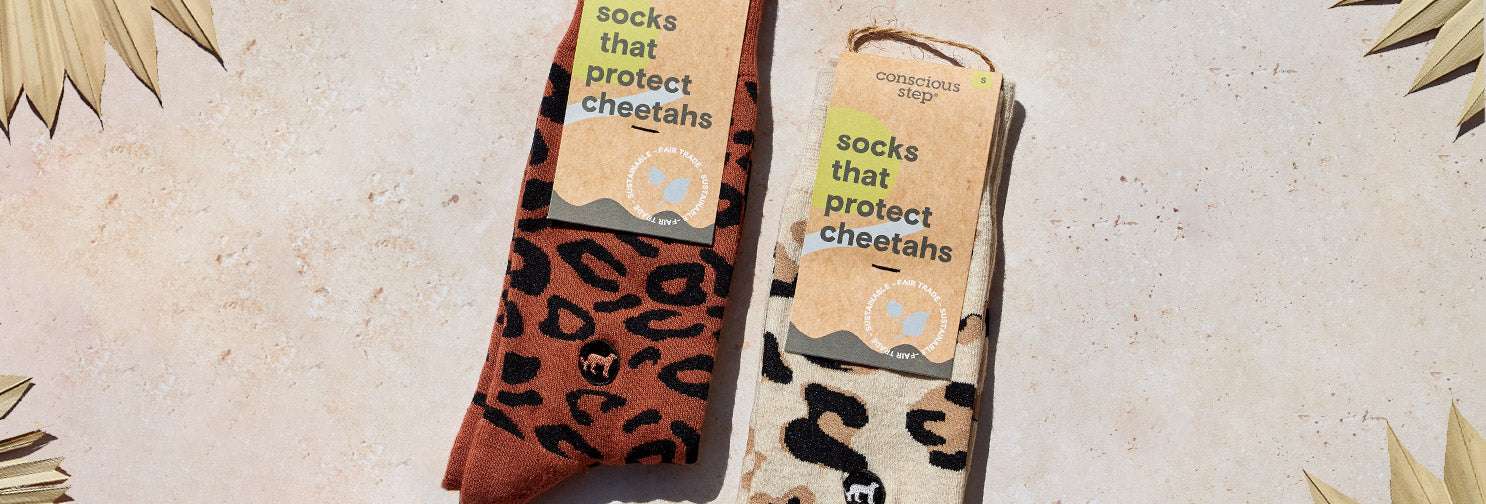 socks
that
protect
cheetahs
SUSTAINABLE - FAIR TRADE - SUSTAINABLE - FAIR TRADE -
conscious
step®
S
socks
that
protect
cheetahs
SUSTAINABLE - FAIR TRADE - SUSTAINABLE - FAIR TRADE -